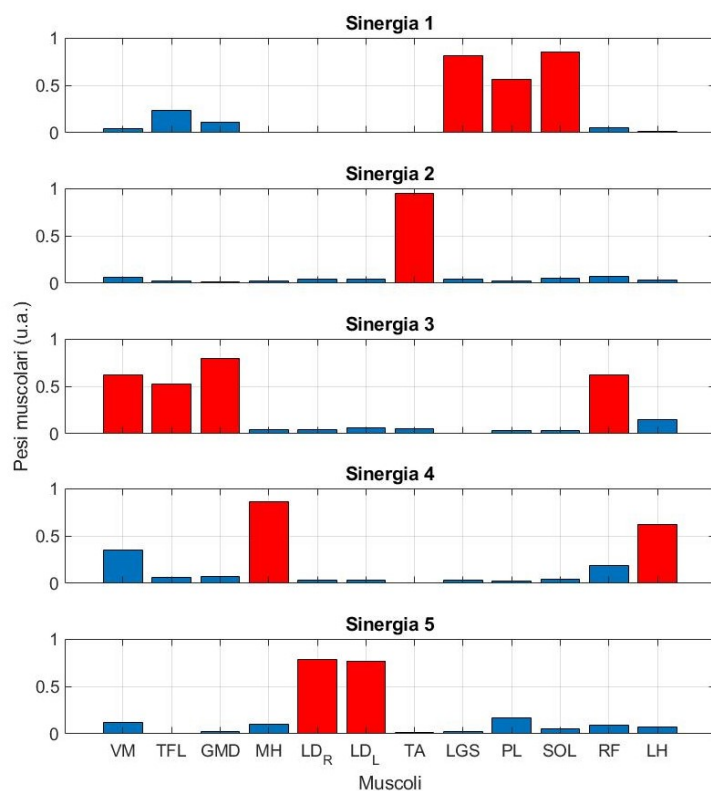 Sinergia 1
1
0.5
0
Sinergia 2
1
0.5
0
Sinergia 3
1
0.5
0
Sinergia 4
1
0.5
0
Sinergia 5
1
0.5
0
Pesi muscolari (u.a.)
VM TFL GMD MH LD_R LD_L TA LGS PL SOL RF LH
Muscoli